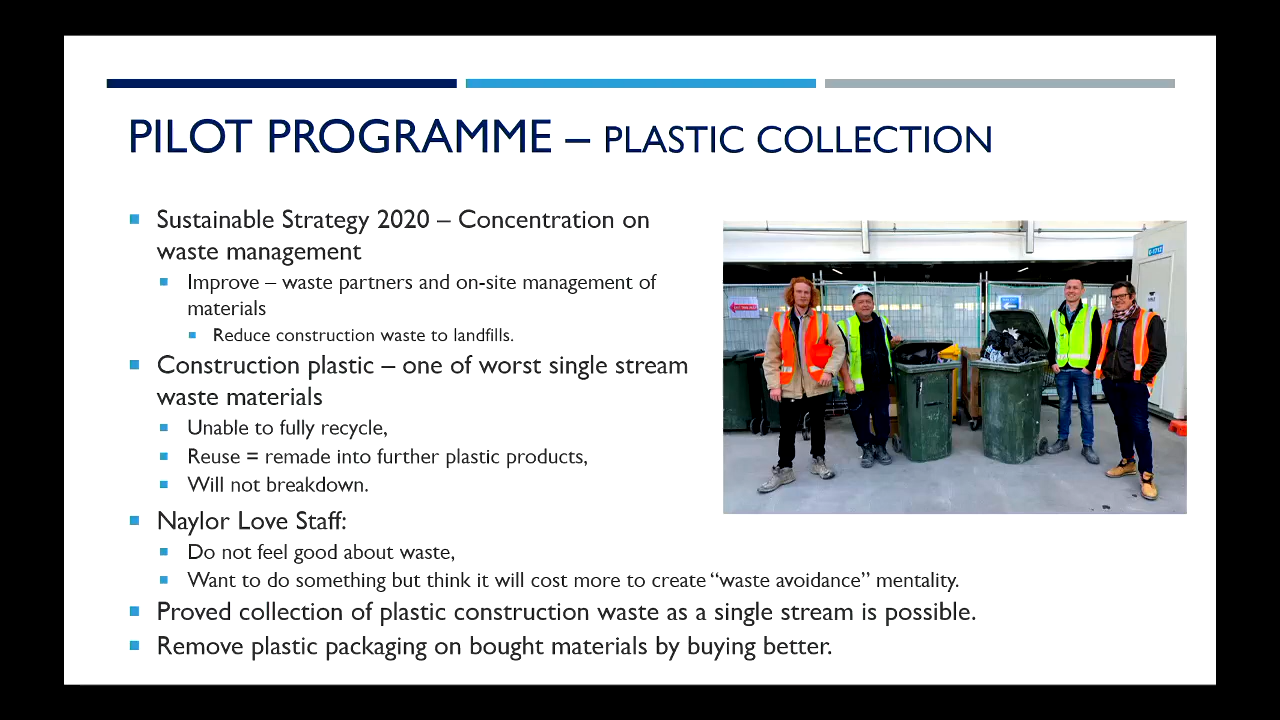 PILOT PROGRAMME – PLASTIC COLLECTION
Sustainable Strategy 2020 – Concentration on
waste management
Improve – waste partners and on-site management of
materials
Reduce construction waste to landfills.
Construction plastic – one of worst single stream
waste materials
Unable to fully recycle,
Reuse = remade into further plastic products,
Will not breakdown.
Naylor Love Staff:
Do not feel good about waste,
Want to do something but think it will cost more to create “waste avoidance” mentality.
Proved collection of plastic construction waste as a single stream is possible.
Remove plastic packaging on bought materials by buying better.